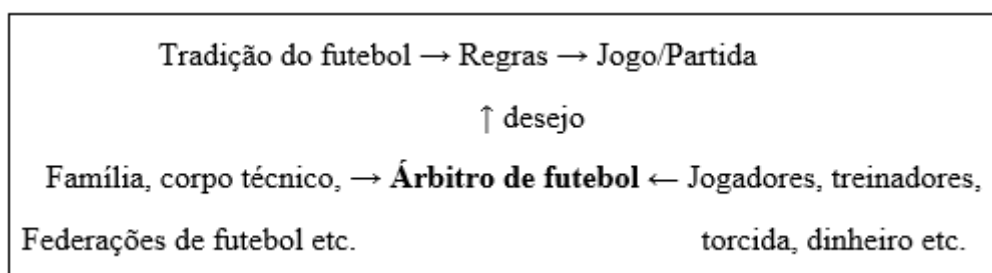 Tradição do futebol → Regras → Jogo/Partida
↑ desejo
Família, corpo técnico, → Árbitro de futebol ← Jogadores, treinadores,
Federações de futebol etc. torcida, dinheiro etc.